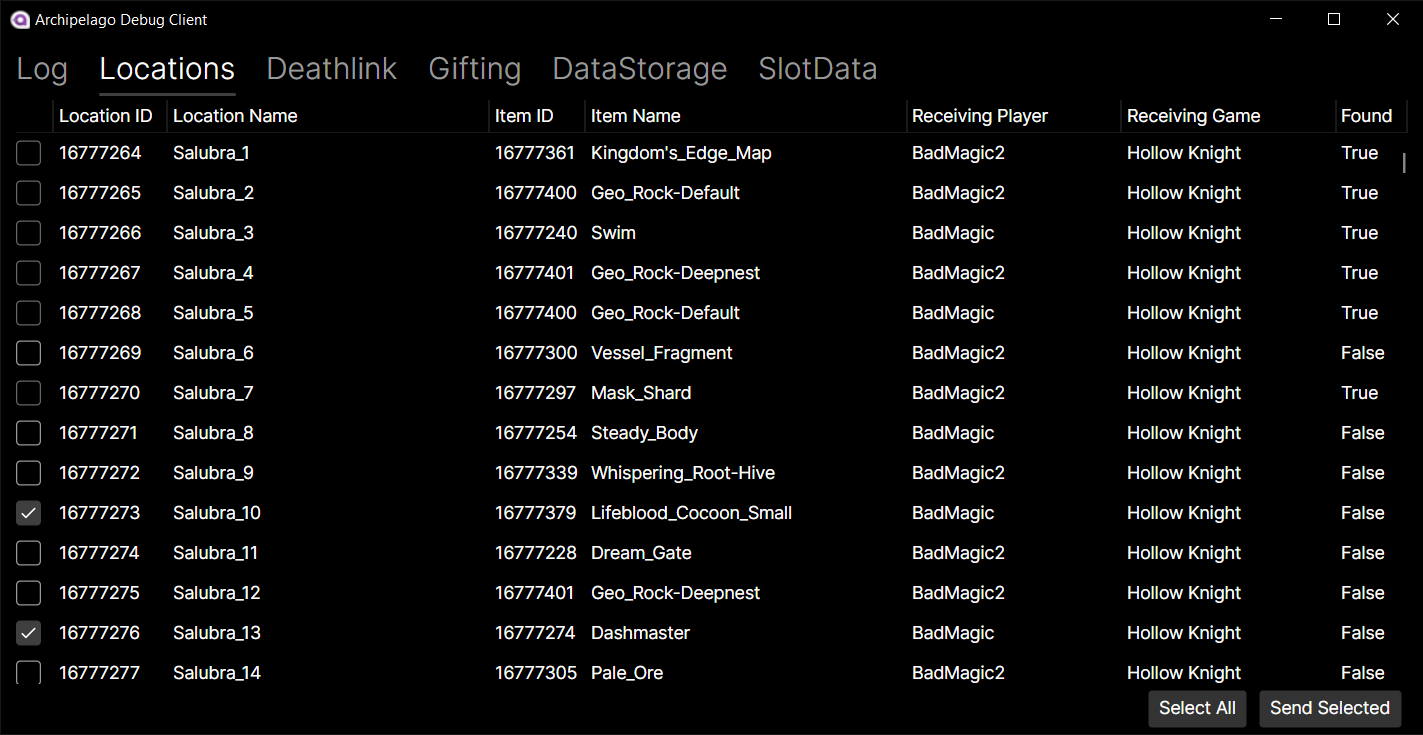 Archipelago Debug Client
Log Locations Deathlink Gifting DataStorage SlotData
Location ID Location Name Item ID Item Name Receiving Player Receiving Game Found
16777264 Salubra_1 16777361 Kingdom's_Edge_Map BadMagic2 Hollow Knight True
16777265 Salubra_2 16777400 Geo_Rock-Default BadMagic2 Hollow Knight True
16777266 Salubra_3 16777240 Swim BadMagic Hollow Knight True
16777267 Salubra_4 16777401 Geo_Rock-Deepnest BadMagic2 Hollow Knight True
16777268 Salubra_5 16777400 Geo_Rock-Default BadMagic Hollow Knight True
16777269 Salubra_6 16777300 Vessel_Fragment BadMagic2 Hollow Knight False
16777270 Salubra_7 16777297 Mask_Shard BadMagic2 Hollow Knight True
16777271 Salubra_8 16777254 Steady_Body BadMagic Hollow Knight False
16777272 Salubra_9 16777339 Whispering_Root-Hive BadMagic2 Hollow Knight False
16777273 Salubra_10 16777379 Lifeblood_Cocoon_Small BadMagic Hollow Knight False
16777274 Salubra_11 16777228 Dream_Gate BadMagic2 Hollow Knight False
16777275 Salubra_12 16777401 Geo_Rock-Deepnest BadMagic2 Hollow Knight False
16777276 Salubra_13 16777274 Dashmaster BadMagic Hollow Knight False
16777277 Salubra_14 16777305 Pale_Ore BadMagic2 Hollow Knight False
Select All Send Selected